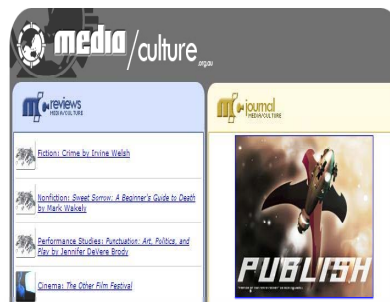 media/culture
.org.au
M/C reviews
MEDIA/CULTURE
Fiction: Crime by Irvine Welsh
Nonfiction: Sweet Sorrow: A Beginner's Guide to Death
by Mark Wakely
Performance Studies: Punctuation: Art, Politics, and
Play by Jennifer DeVere Brody
Cinema: The Other Film Festival
M/C journal
MEDIA/CULTURE
PUBLISH